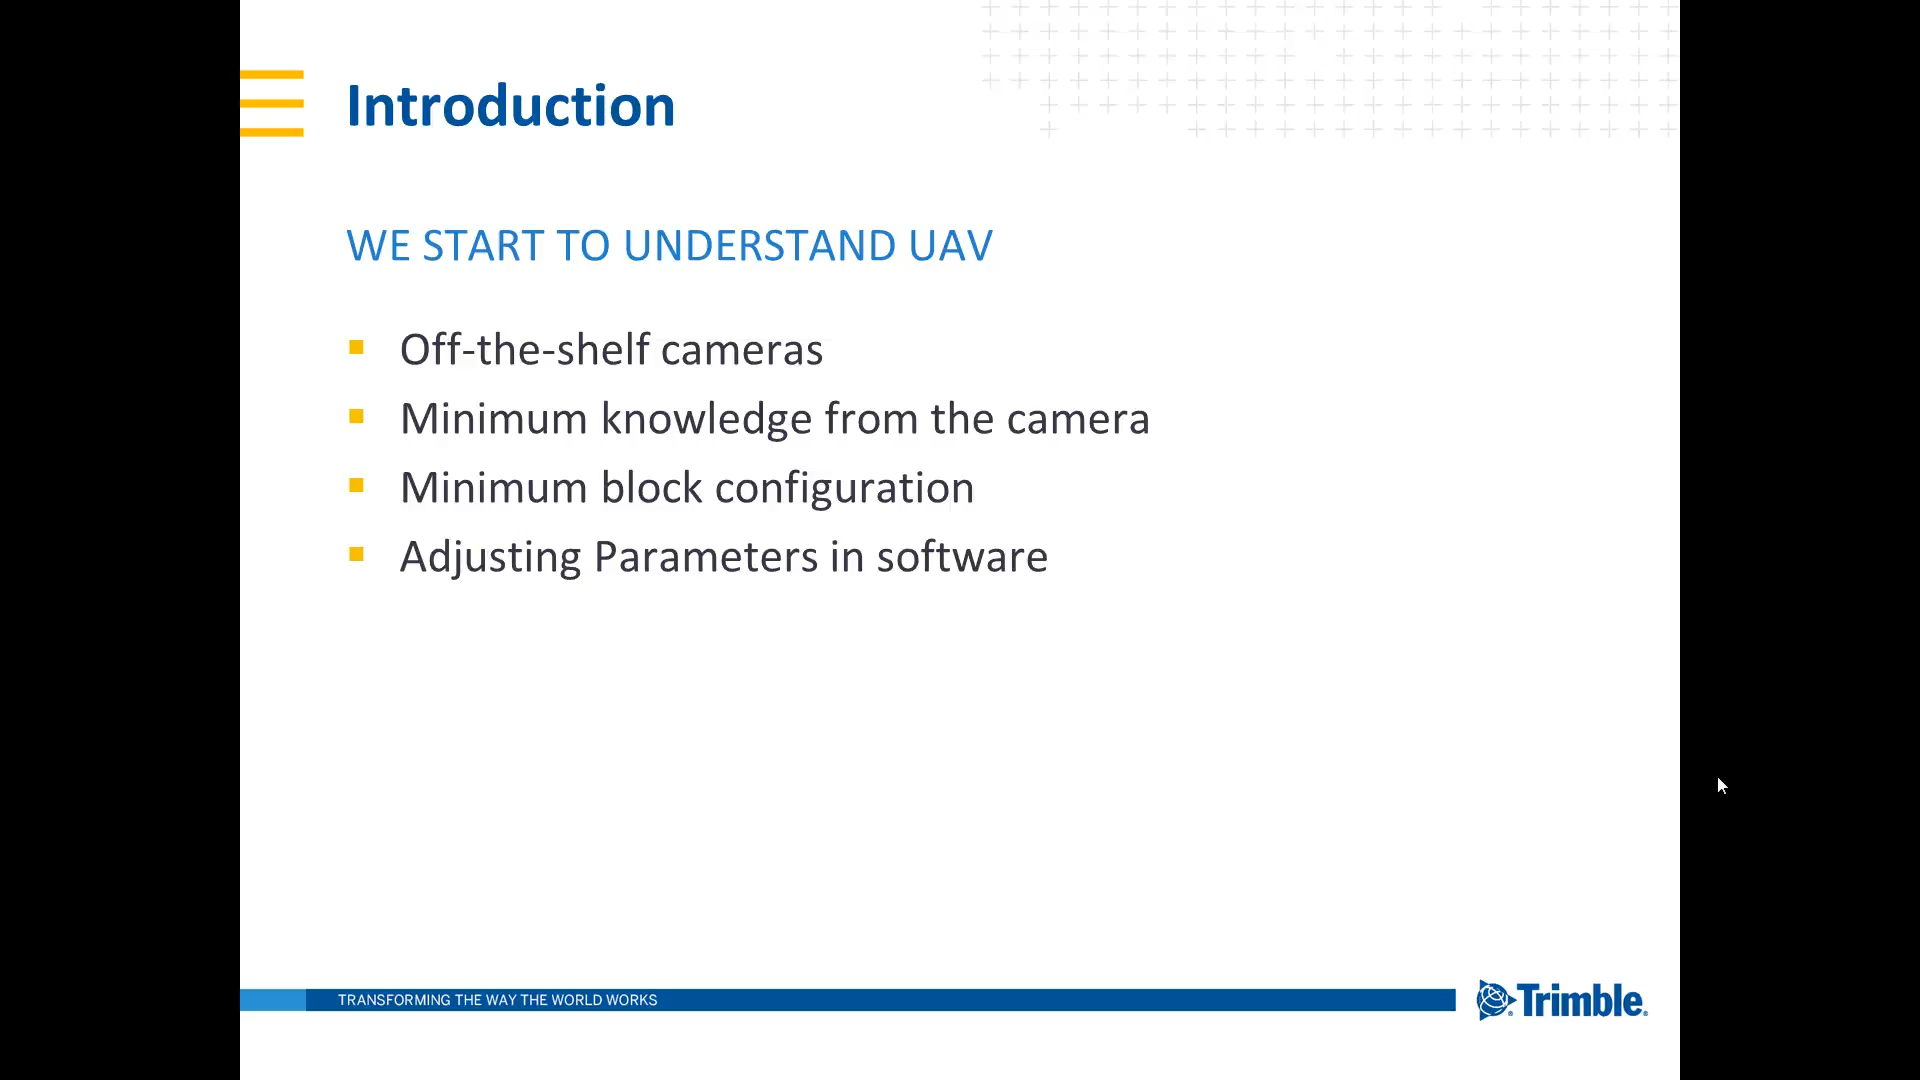 Introduction
WE START TO UNDERSTAND UAV
Off-the-shelf cameras
Minimum knowledge from the camera
Minimum block configuration
Adjusting Parameters in software
TRANSFORMING THE WAY THE WORLD WORKS
Trimble